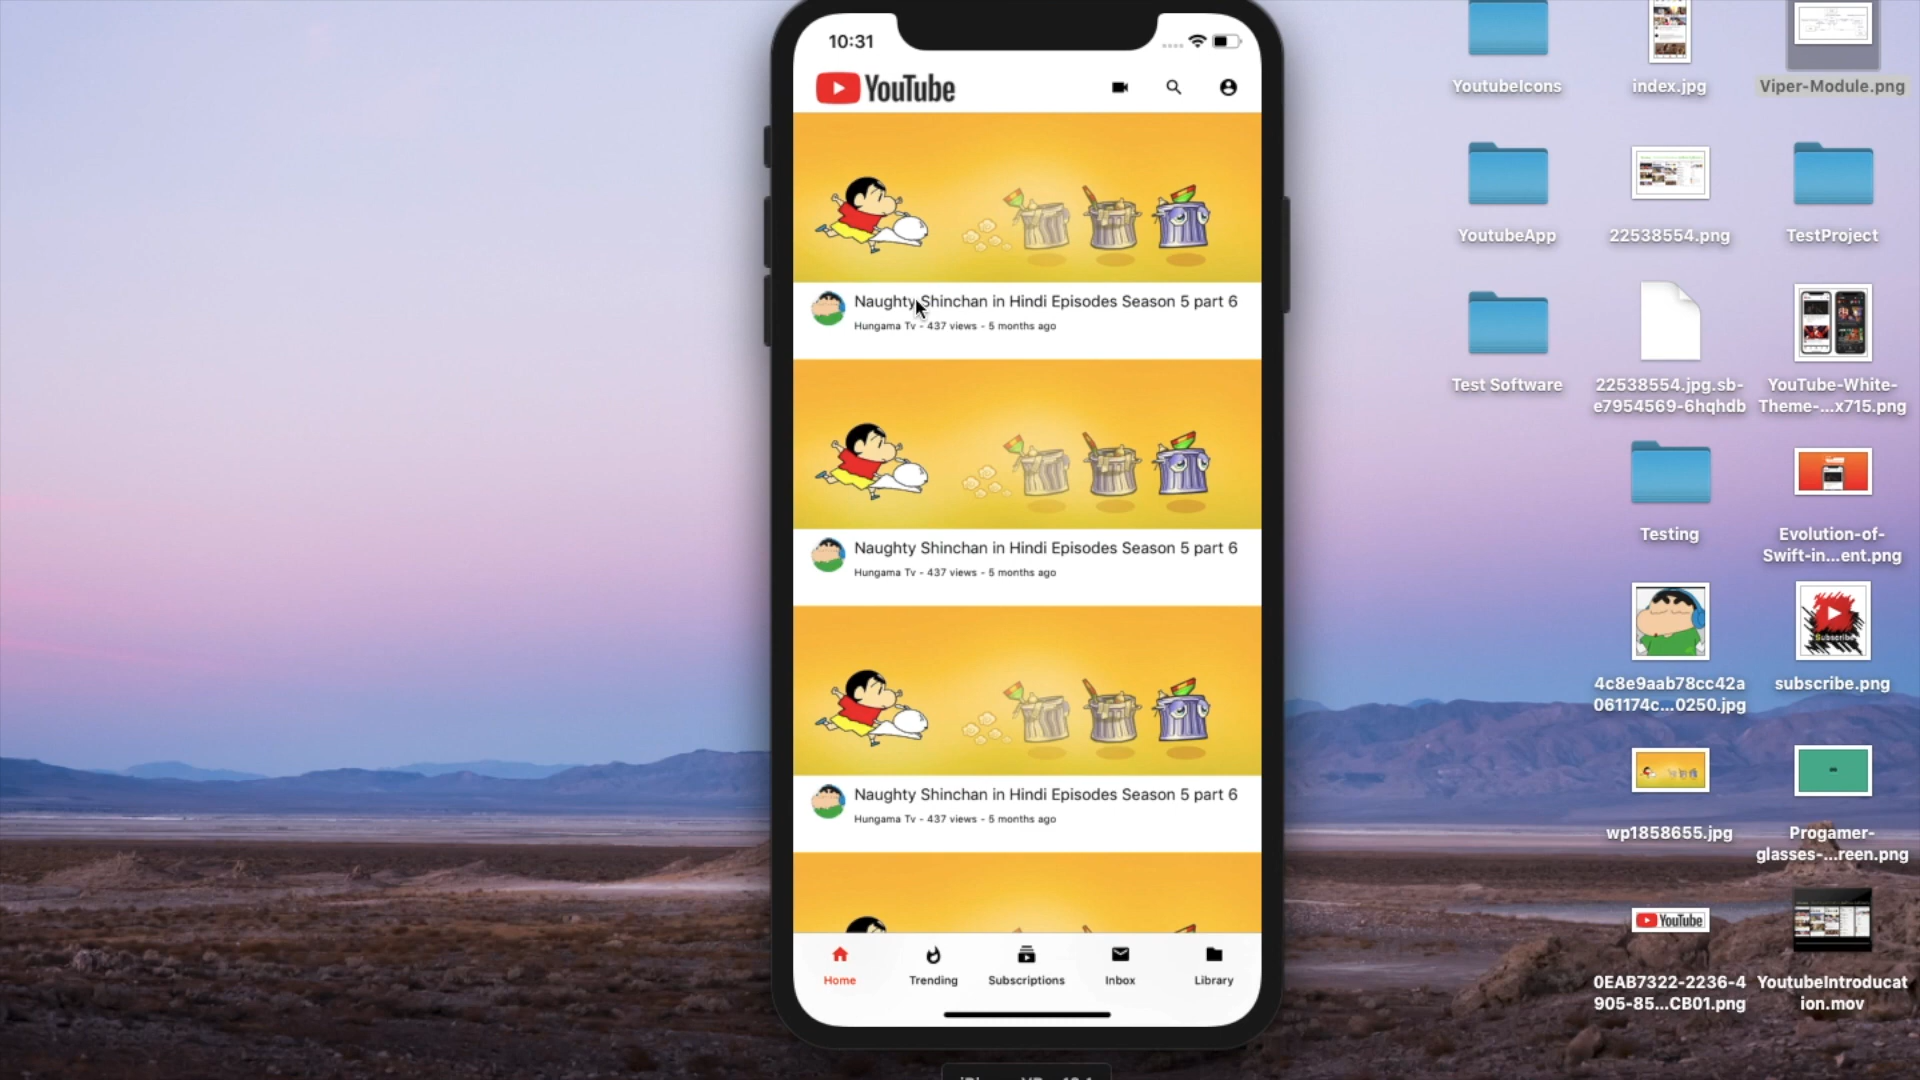 10:31
YouTube
Naughty Shinchan in Hindi Episodes Season 5 part 6
Hungama Tv - 437 views - 5 months ago
Naughty Shinchan in Hindi Episodes Season 5 part 6
Hungama Tv - 437 views - 5 months ago
Naughty Shinchan in Hindi Episodes Season 5 part 6
Hungama Tv - 437 views - 5 months ago
Home
Trending
Subscriptions
Inbox
Library
YoutubeIcons
index.jpg
Viper-Module.png
YoutubeApp
22538554.png
TestProject
Test Software
22538554.jpg.sb-
e7954569-6hqhdb
YouTube-White-
Theme-...x715.png
Testing
Evolution-of-
Swift-in...ent.png
4c8e9aab78cc42a
061174c...0250.jpg
Subscribe
subscribe.png
wp1858655.jpg
Progamer-
glasses-...reen.png
YouTube
0EAB7322-2236-4
905-85...CB01.png
YoutubeIntroducat
ion.mov